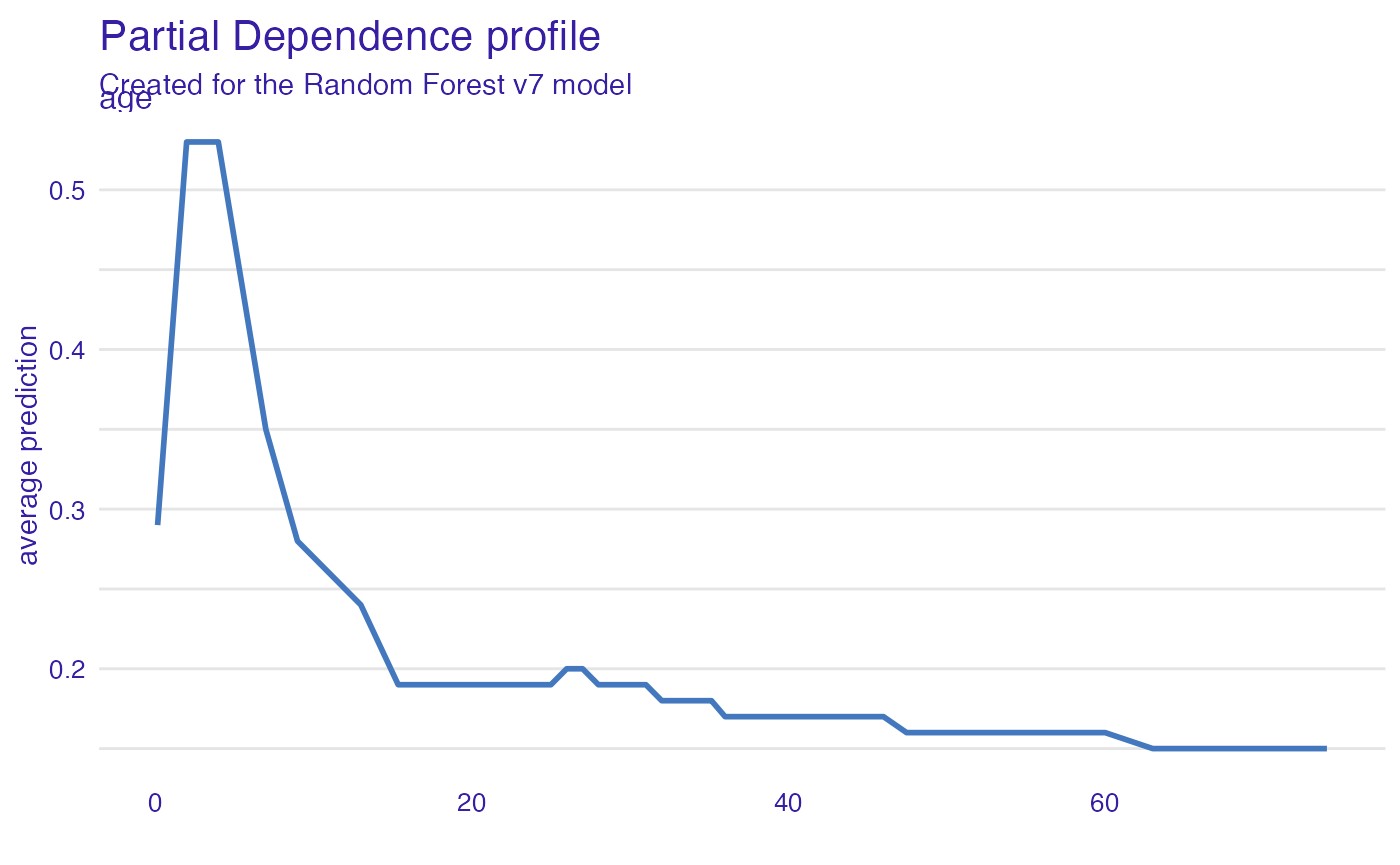 Partial Dependence profile
Created for the Random Forest v7 model
age
average prediction
0.5
0.4
0.3
0.2
0 20 40 60